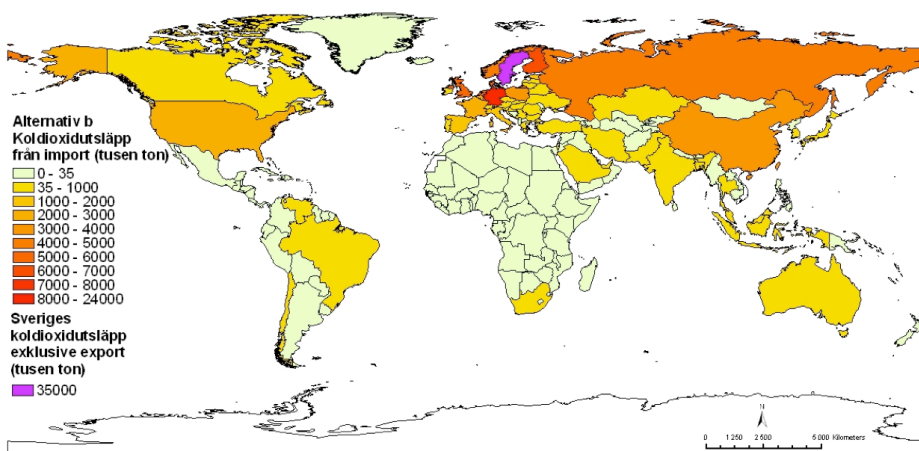 Alternativ b
Koldioxidutsläpp
från import (tusen ton)
0 - 35
35 - 1000
1000 - 2000
2000 - 3000
3000 - 4000
4000 - 5000
5000 - 6000
6000 - 7000
7000 - 8000
8000 - 24000
Sveriges
koldioxidutsläpp
exklusive export
(tusen ton)
35000
N
0 1 250 2 500 5 000 Kilometers